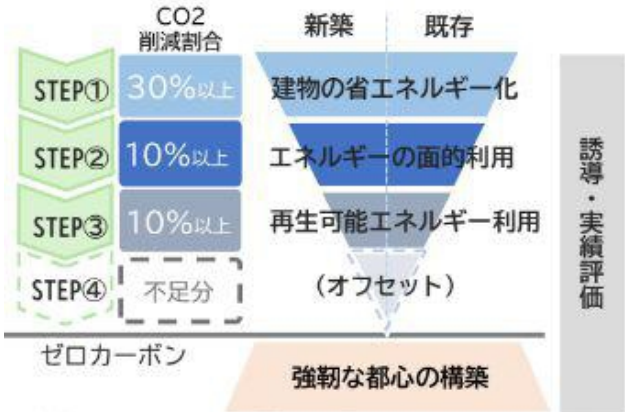 CO2
削減割合
新築
既存
STEP①
30%以上
建物の省エネルギー化
STEP②
10%以上
エネルギーの面的利用
STEP③
10%以上
再生可能エネルギー利用
STEP④
不足分
(オフセット)
誘導・実績評価
ゼロカーボン
強靭な都心の構築